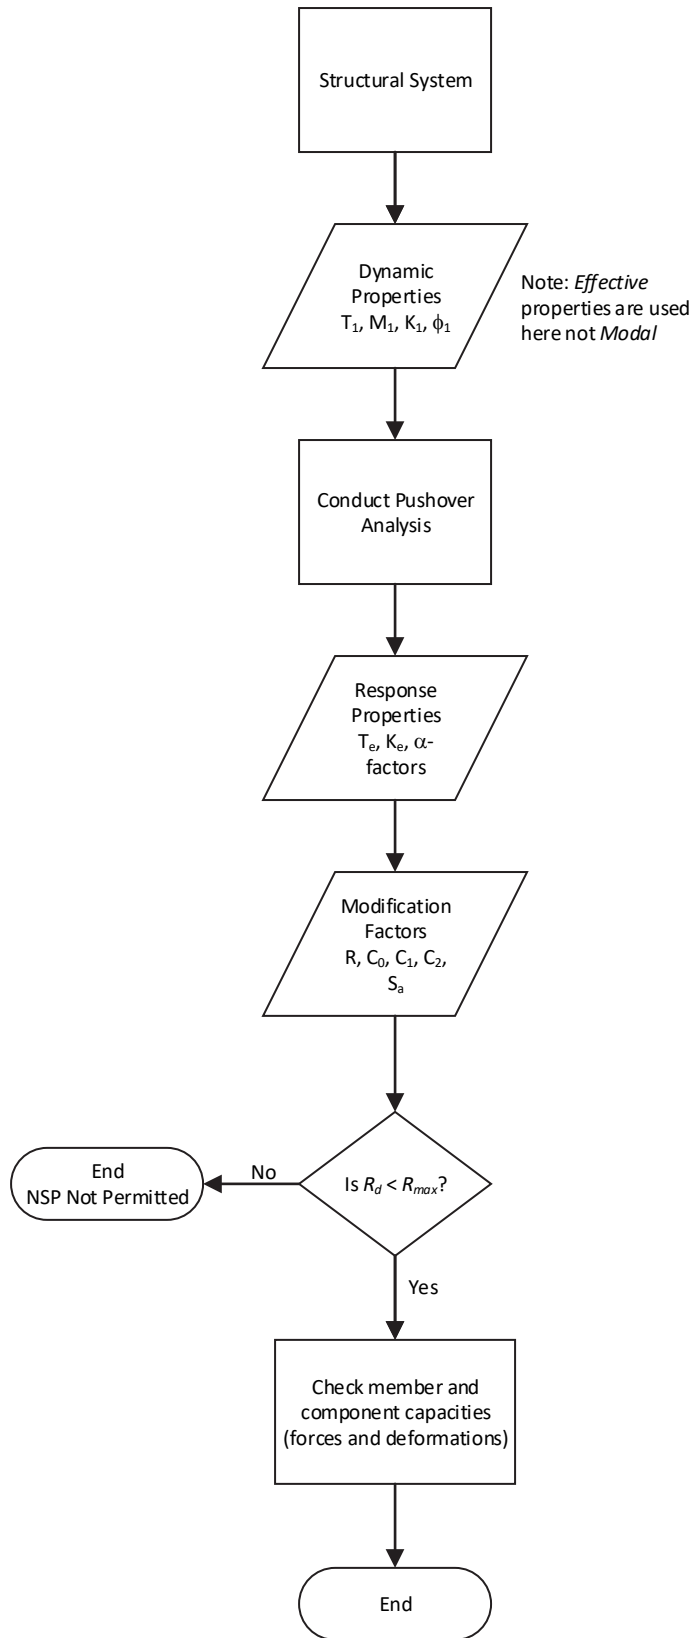 Structural System
Dynamic
Properties
T₁, M₁, K₁, ϕ₁
Note: Effective
properties are used
here not Modal
Conduct Pushover
Analysis
Response
Properties
Tₑ, Kₑ, α-
factors
Modification
Factors
R, C₀, C₁, C₂,
Sₐ
Is R_d < R_max?
No
End
NSP Not Permitted
Yes
Check member and
component capacities
(forces and deformations)
End